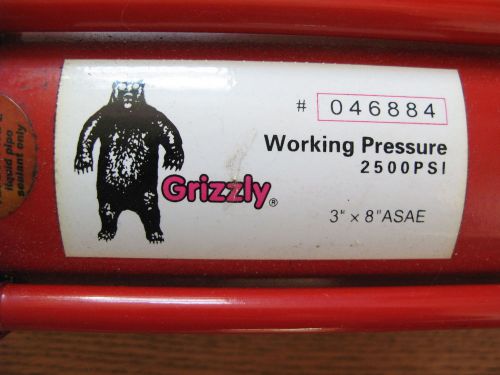 # 046884
Working Pressure
2500PSI
Grizzly®
3" x 8" ASAE
liquid pipe
sealant only